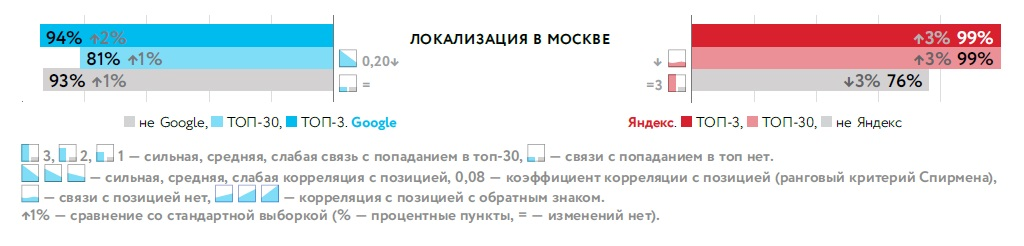 94% ↑2%
81% ↑1%
93% ↑1%
0,20↓
=
ЛОКАЛИЗАЦИЯ В МОСКВЕ
↑3% 99%
↓ ↑3% 99%
=3 ↓3% 76%
не Google, ТОП-30, ТОП-3. Google
Яндекс. ТОП-3, ТОП-30, не Яндекс
3, 2, 1 — сильная, средняя, слабая связь с попаданием в топ-30, — связи с попаданием в топ нет.
— сильная, средняя, слабая корреляция с позицией, 0,08 — коэффициент корреляции с позицией (ранговый критерий Спирмена),
— связи с позицией нет, — корреляция с позицией с обратным знаком.
↑1% — сравнение со стандартной выборкой (% — процентные пункты, = — изменений нет).